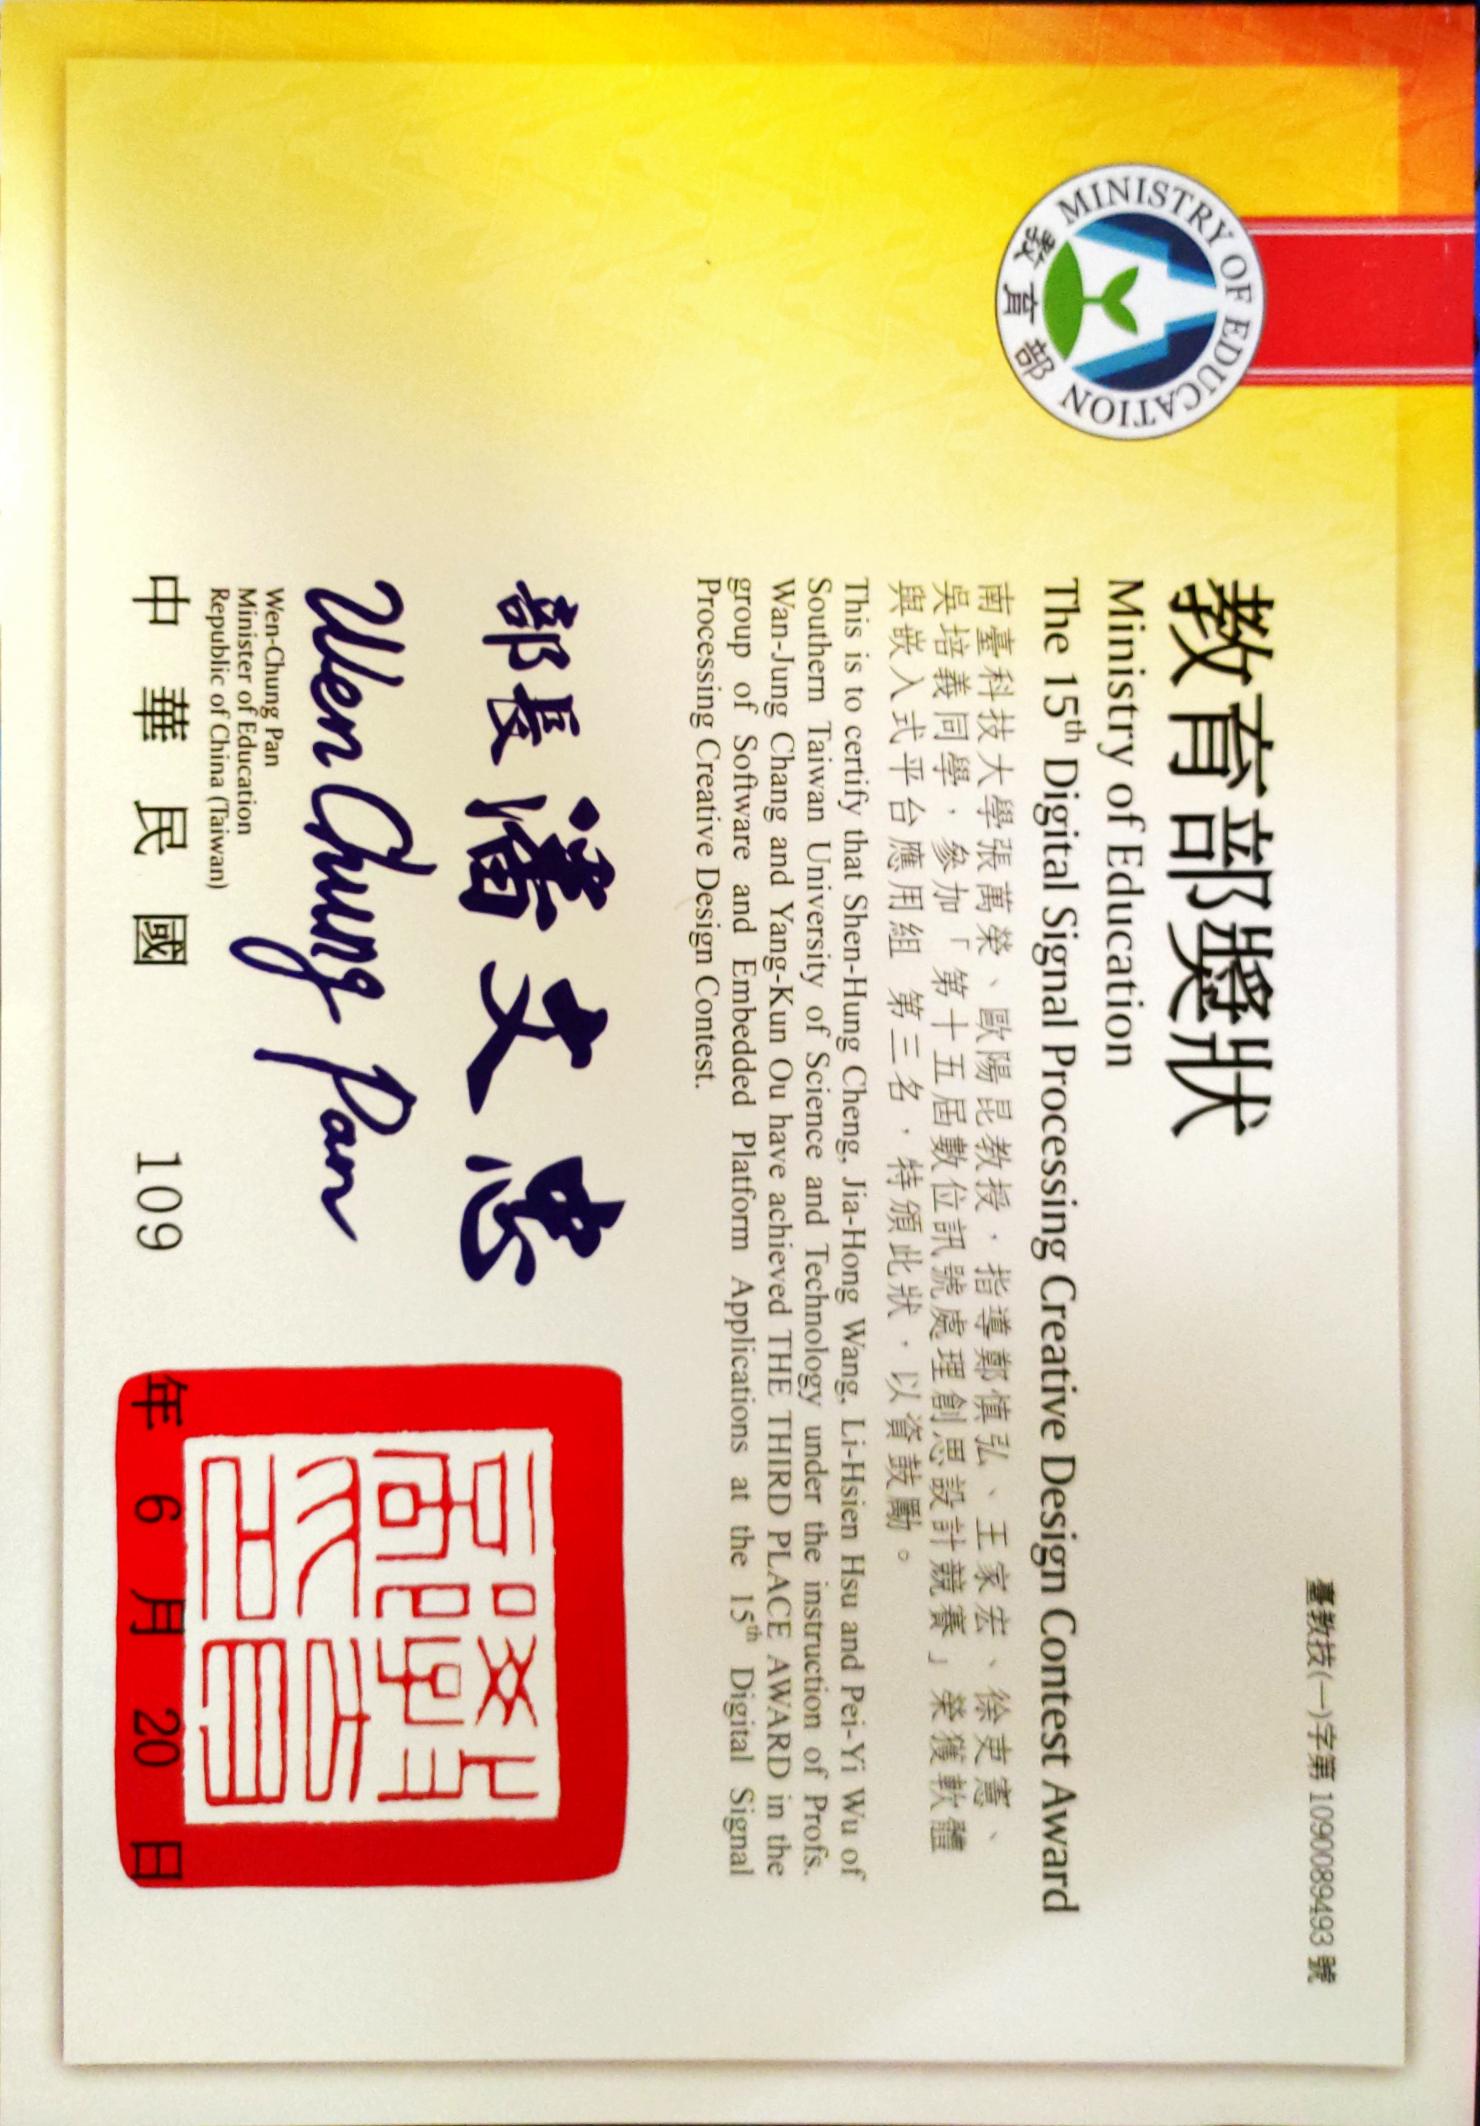 臺教技(一)字第 1090089493 號
MINISTRY OF EDUCATION
教育部
教育部獎狀
Ministry of Education
The 15th Digital Signal Processing Creative Design Contest Award
南臺科技大學張萬榮、歐陽昆教授，指導鄭慎弘、王家宏、徐吏憲、
吳培義同學，參加「第十五屆數位訊號處理創思設計競賽」榮獲軟體
與嵌入式平台應用組 第三名，特頒此狀，以資鼓勵。
This is to certify that Shen-Hung Cheng, Jia-Hong Wang, Li-Hsien Hsu and Pei-Yi Wu of
Southern Taiwan University of Science and Technology under the instruction of Profs.
Wan-Jung Chang and Yang-Kun Ou have achieved THE THIRD PLACE AWARD in the
group of Software and Embedded Platform Applications at the 15th Digital Signal
Processing Creative Design Contest.
部長 潘文忠
Wen Chung Pan
Wen-Chung Pan
Minister of Education
Republic of China (Taiwan)
教育部印
中華民國 109 年 6 月 20 日